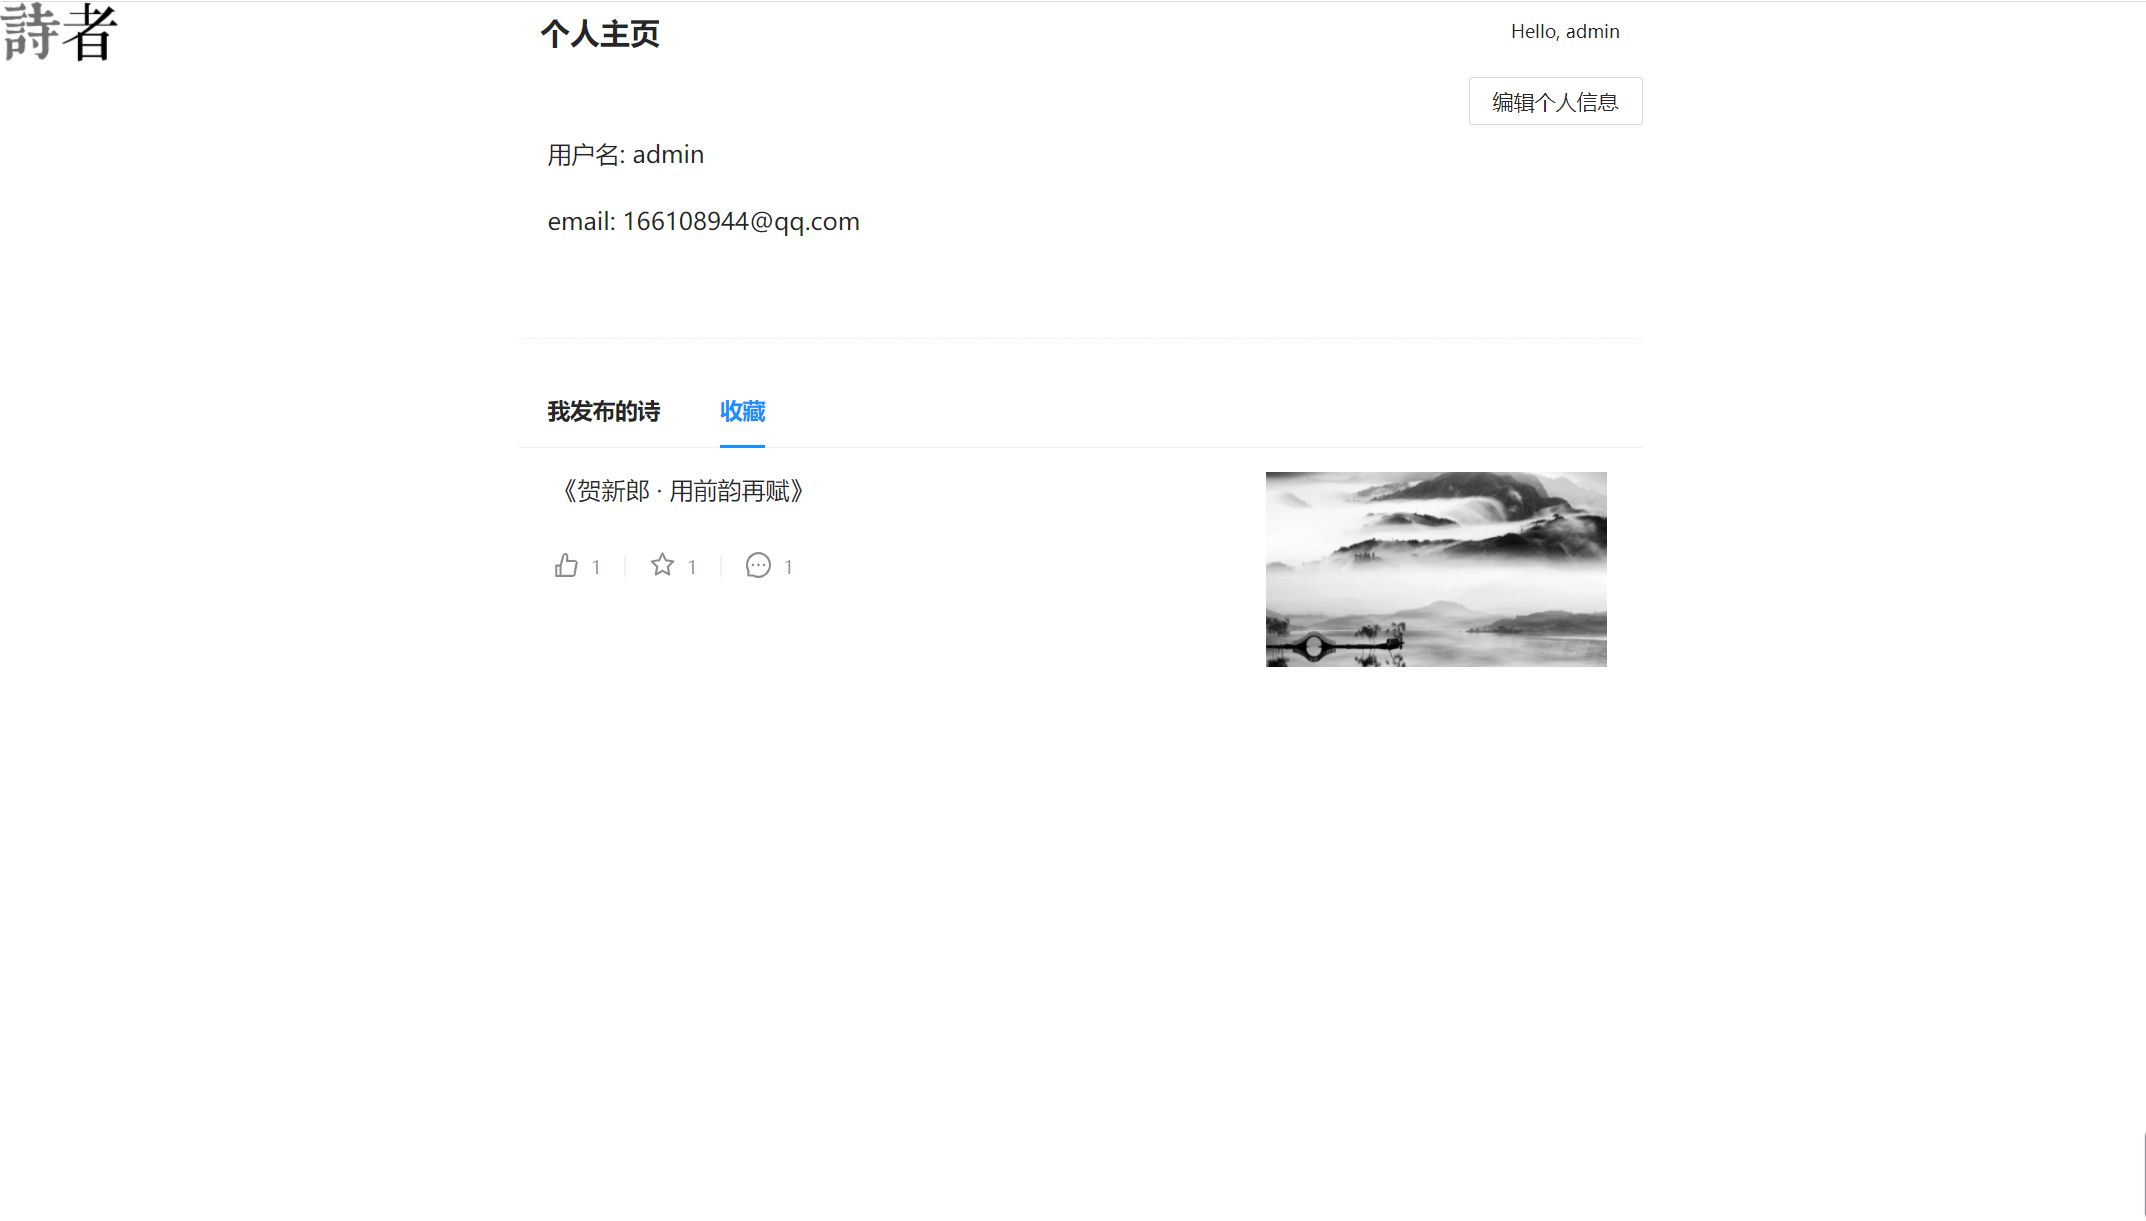 詩者
个人主页
Hello, admin
编辑个人信息
用户名: admin
email: 166108944@qq.com
我发布的诗 收藏
《贺新郎 · 用前韵再赋》
1 1 1